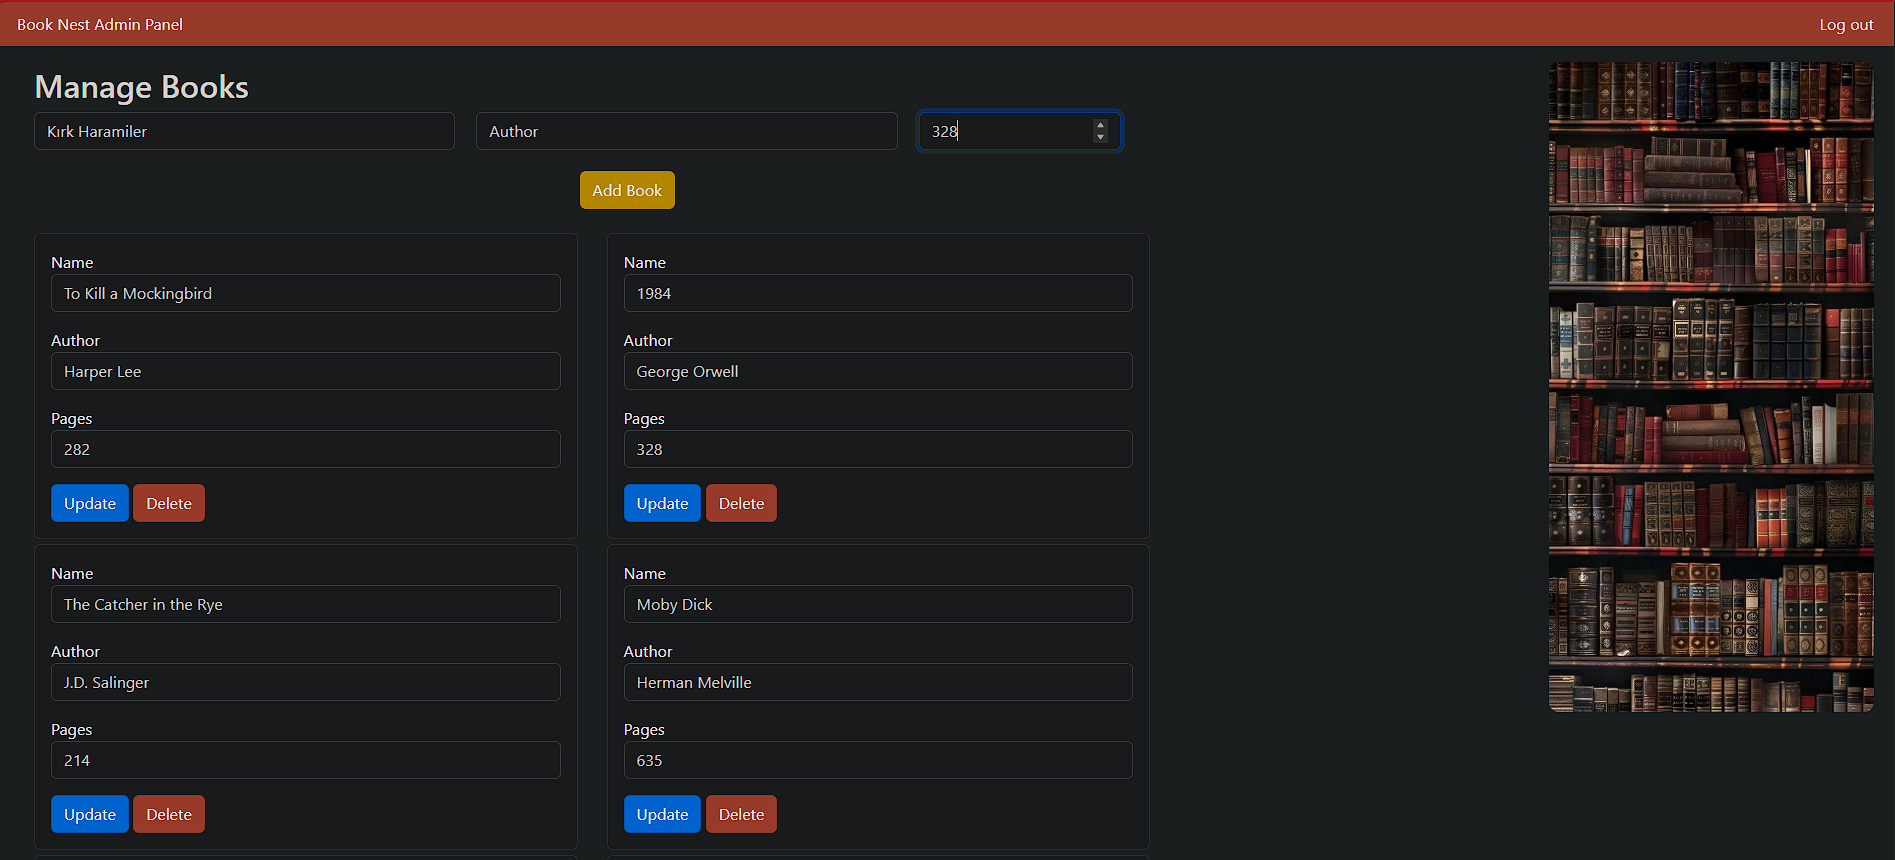 Book Nest Admin Panel
Log out
Manage Books
Kırk Haramiler
Author
328
Add Book
Name
To Kill a Mockingbird
Author
Harper Lee
Pages
282
Update Delete
Name
1984
Author
George Orwell
Pages
328
Update Delete
Name
The Catcher in the Rye
Author
J.D. Salinger
Pages
214
Update Delete
Name
Moby Dick
Author
Herman Melville
Pages
635
Update Delete